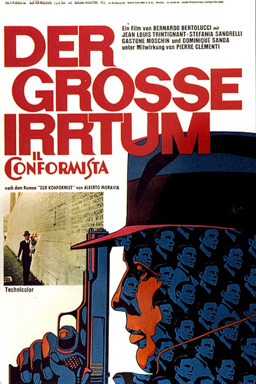 Ein Film von BERNARDO BERTOLUCCI mit
JEAN LOUIS TRINTIGNANT · STEFANIA SANDRELLI
GASTONE MOSCHIN und DOMINIQUE SANDA
unter Mitwirkung von PIERRE CLÉMENTI
DER
GROSSE
IRRTUM
IL
CONFORMISTA
nach dem Roman "DER KONFORMIST" von ALBERTO MORAVIA
Technicolor